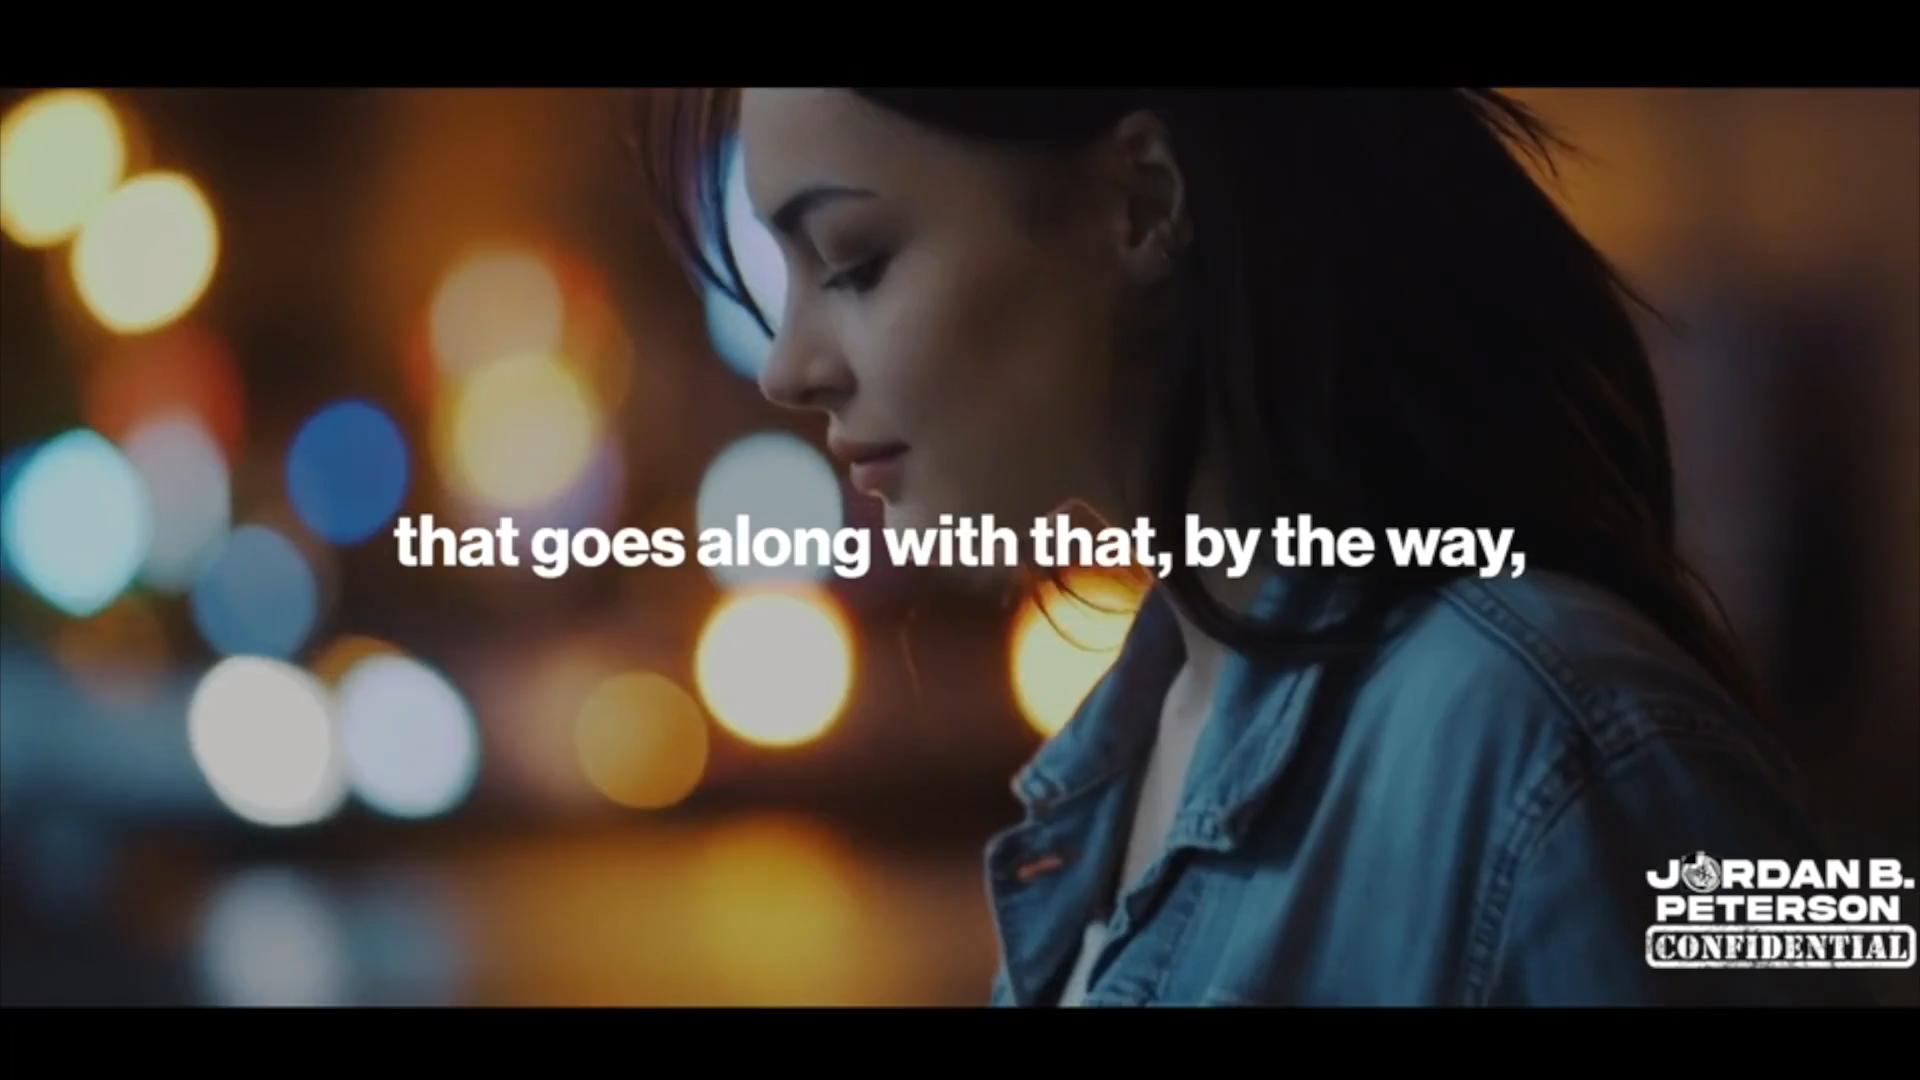 that goes along with that, by the way,
JORDAN B.
PETERSON
CONFIDENTIAL